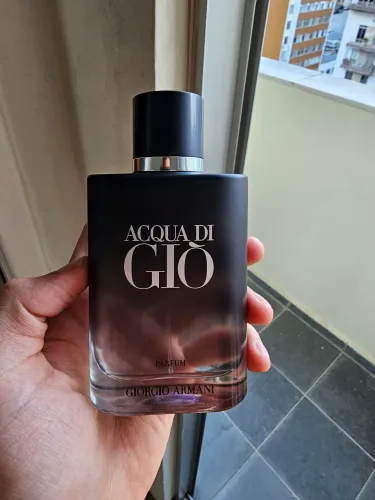 ACQUA DI
GIÒ
PARFUM
GIORGIO ARMANI